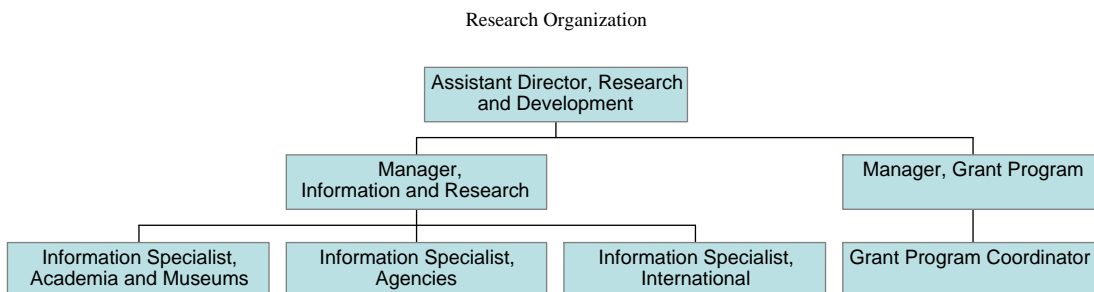 Research Organization
Assistant Director, Research
and Development
Manager,
Information and Research
Manager, Grant Program
Information Specialist,
Academia and Museums
Information Specialist,
Agencies
Information Specialist,
International
Grant Program Coordinator